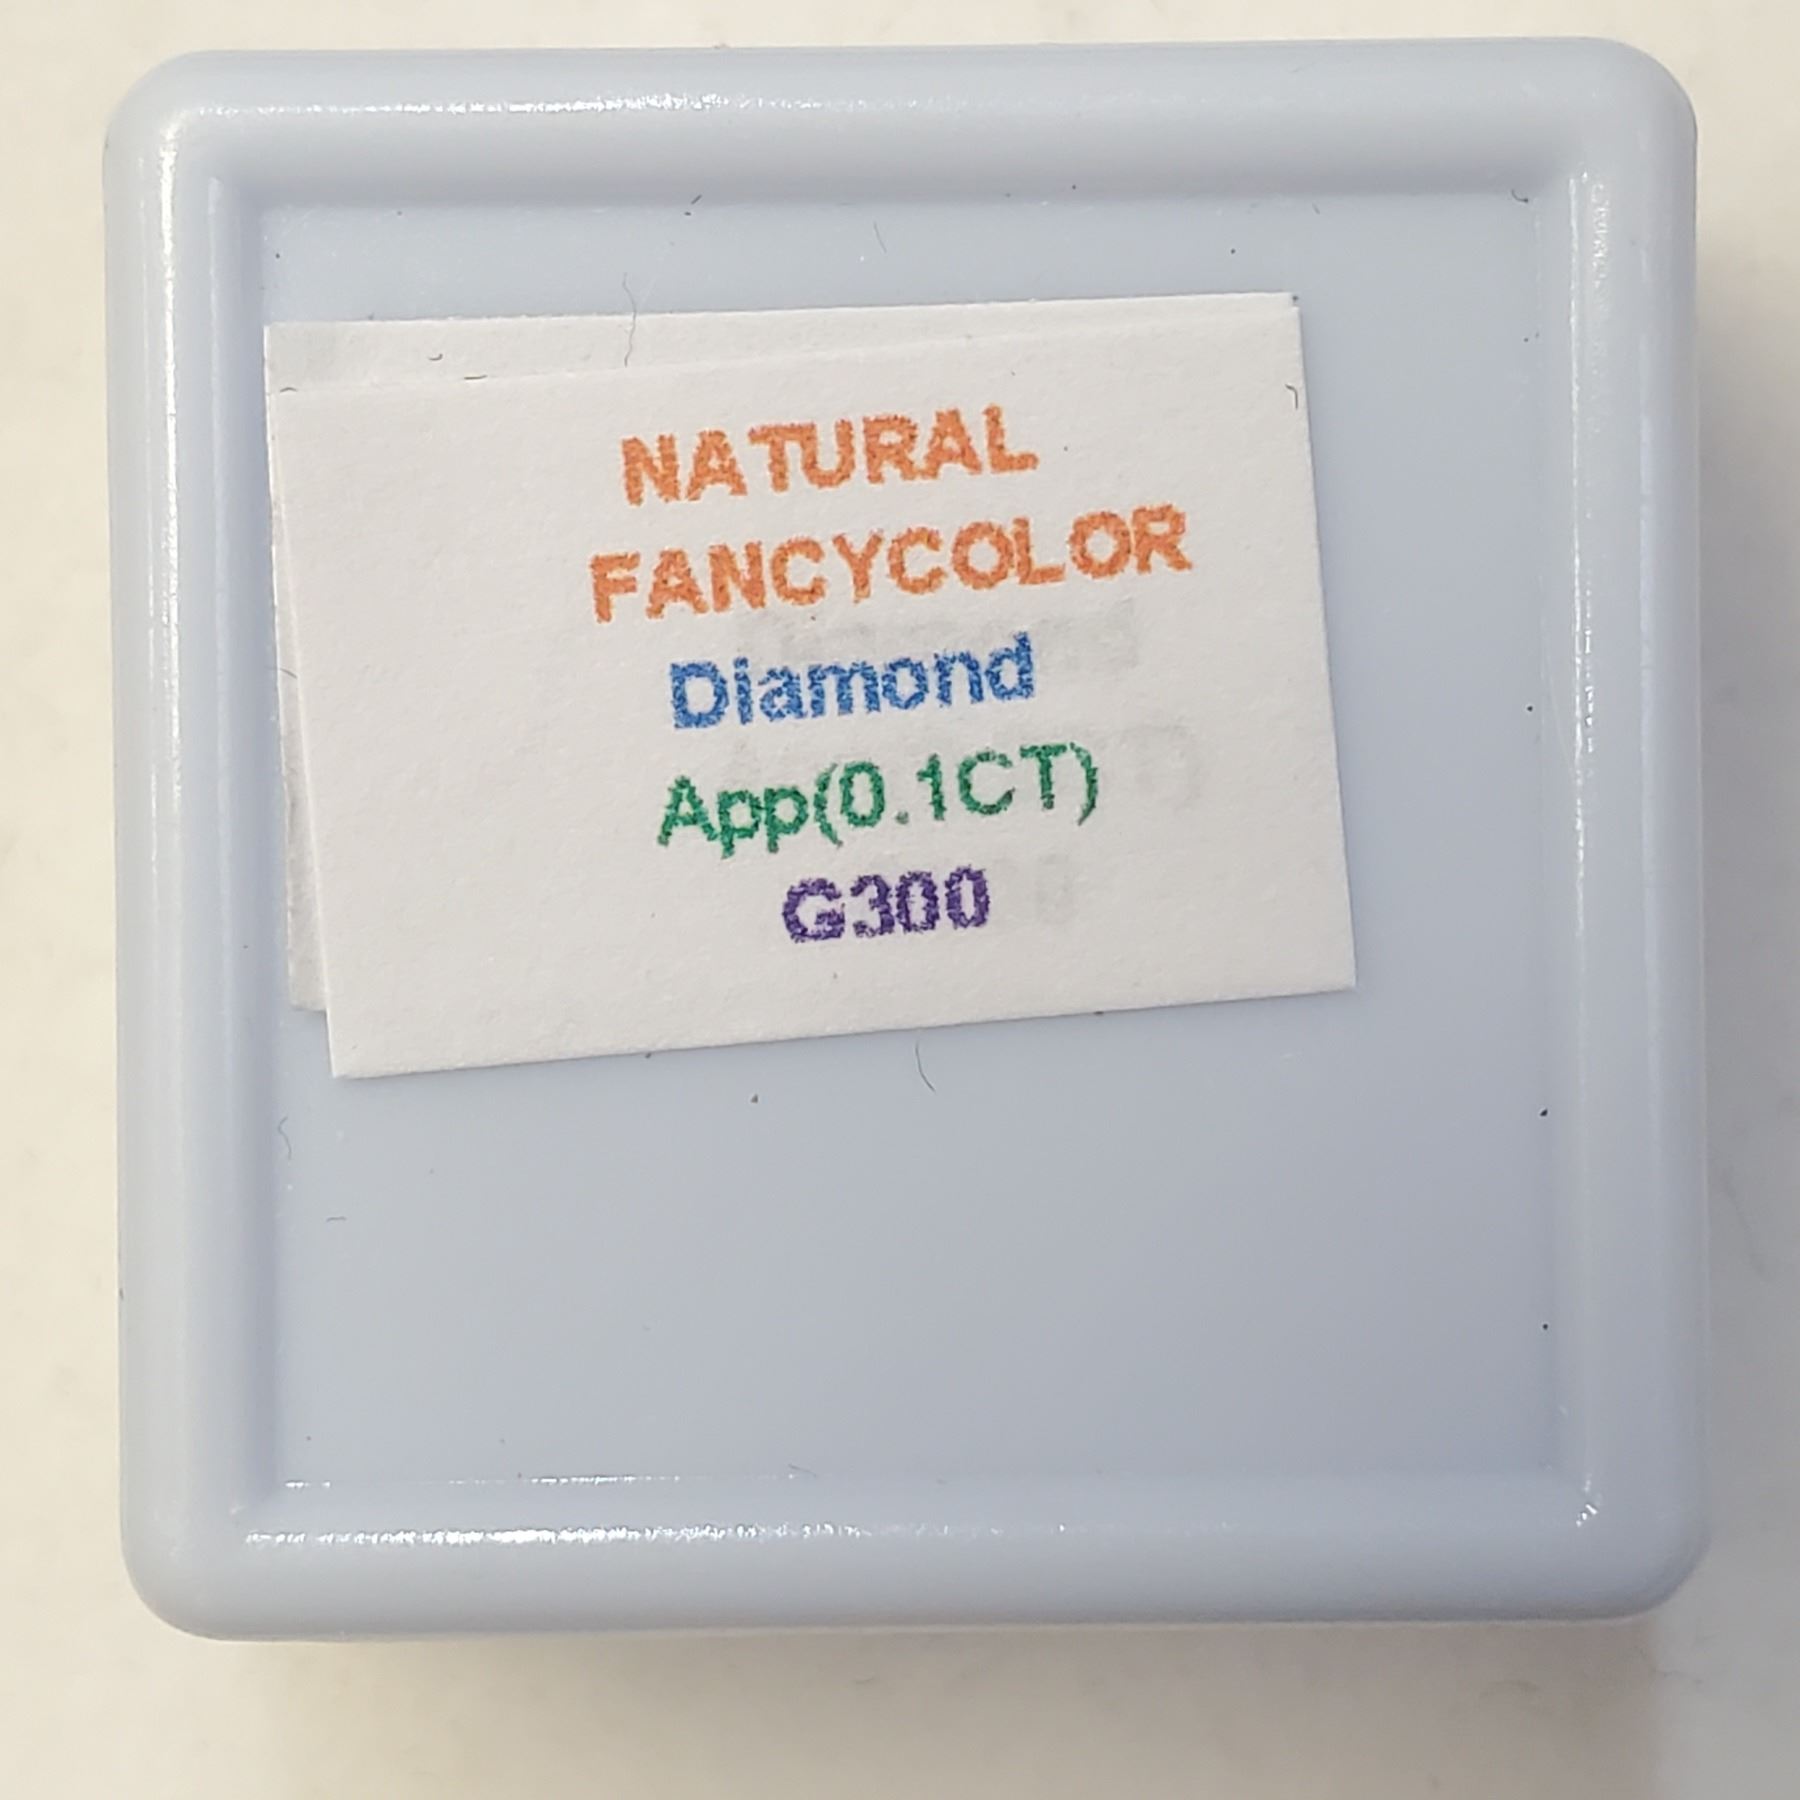 NATURAL
FANCYCOLOR
Diamond
App(0.1CT)
G300